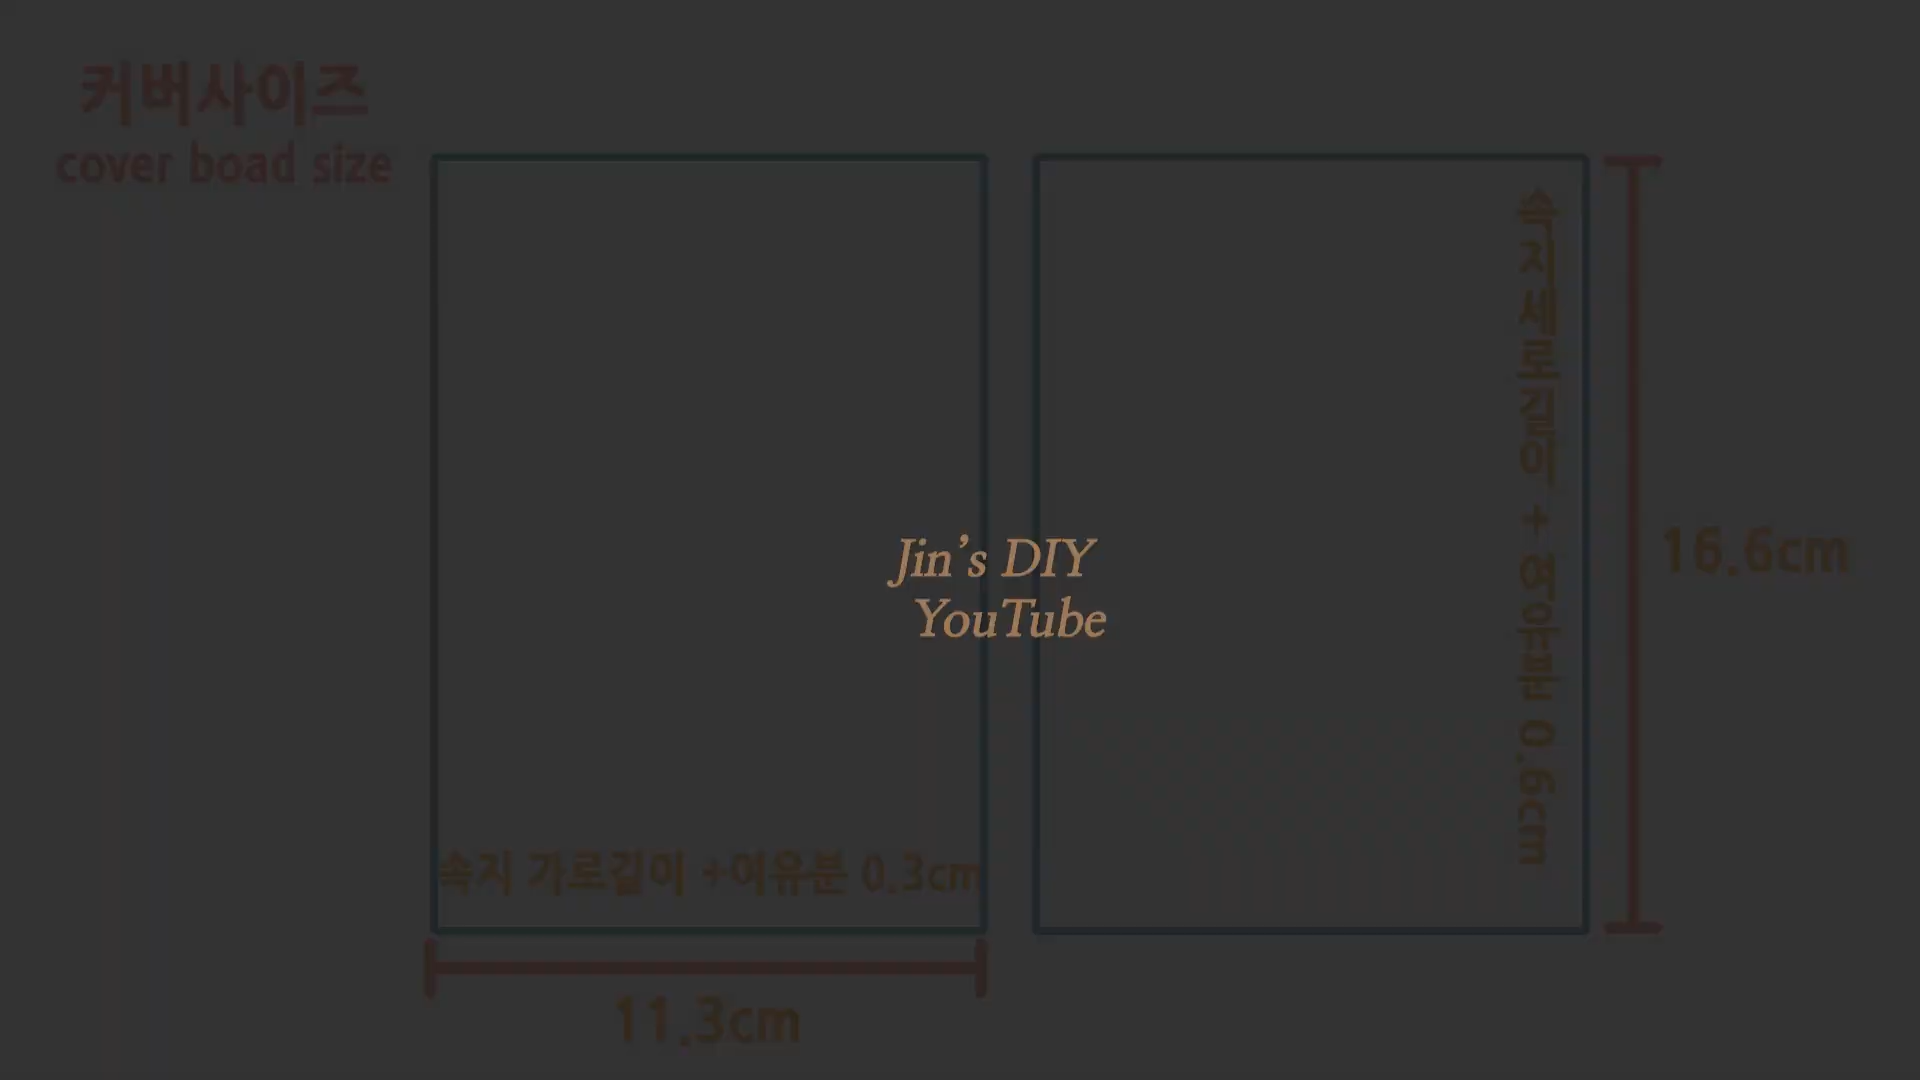 커버사이즈
cover boad size
속지세로길이 + 여유분 0.6cm
16.6cm
Jin's DIY
YouTube
속지 가로길이 +여유분 0.3cm
11.3cm